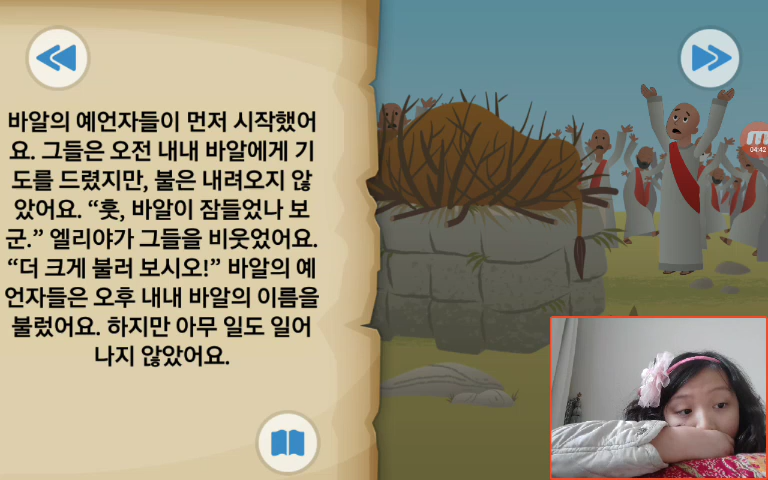 바알의 예언자들이 먼저 시작했어
요. 그들은 오전 내내 바알에게 기
도를 드렸지만, 불은 내려오지 않
았어요. “훗, 바알이 잠들었나 보
군.” 엘리야가 그들을 비웃었어요.
“더 크게 불러 보시오!” 바알의 예
언자들은 오후 내내 바알의 이름을
불렀어요. 하지만 아무 일도 일어
나지 않았어요.
04:42